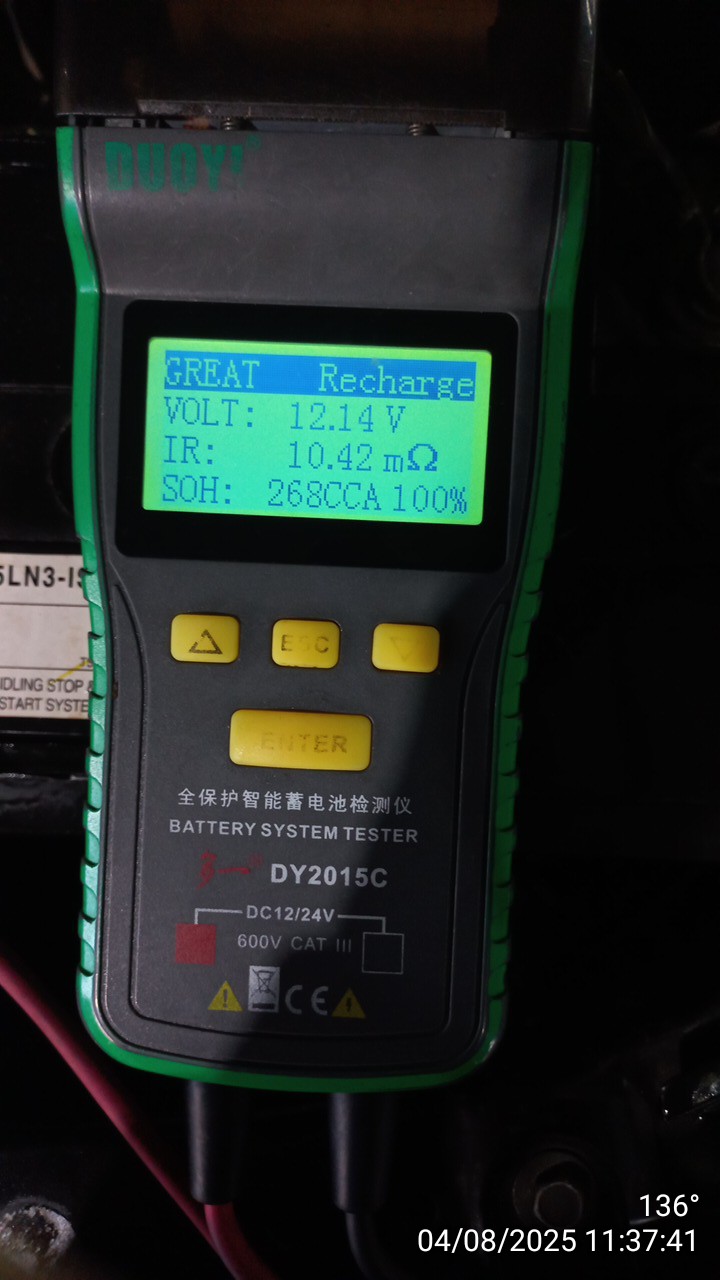 DUOYI
GREAT Recharge
VOLT: 12.14 V
IR: 10.42 mΩ
SOH: 268CCA 100%
5LN3-IS
IDLING STOP &
START SYSTE
ESC
ENTER
全保护智能蓄电池检测仪
BATTERY SYSTEM TESTER
多一 DY2015C
DC12/24V
600V CAT III
CE
136°
04/08/2025 11:37:41